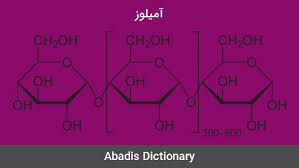 آمیلوز
CH₂OH CH₂OH CH₂OH
O O O
OH OH OH
OH O O OH
OH OH OH
300-600
Abadis Dictionary